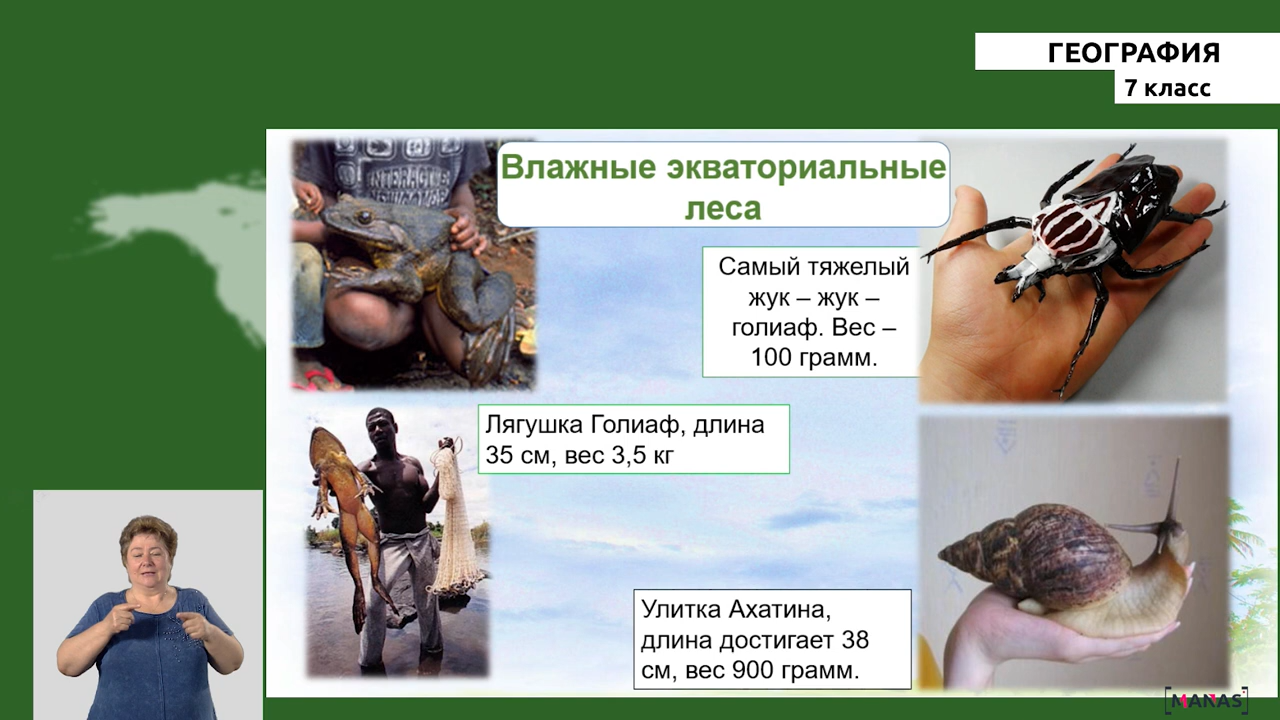 ГЕОГРАФИЯ
7 класс
Влажные экваториальные
леса
Самый тяжелый
жук – жук –
голиаф. Вес –
100 грамм.
Лягушка Голиаф, длина
35 см, вес 3,5 кг
Улитка Ахатина,
длина достигает 38
см, вес 900 грамм.
[MANAS]